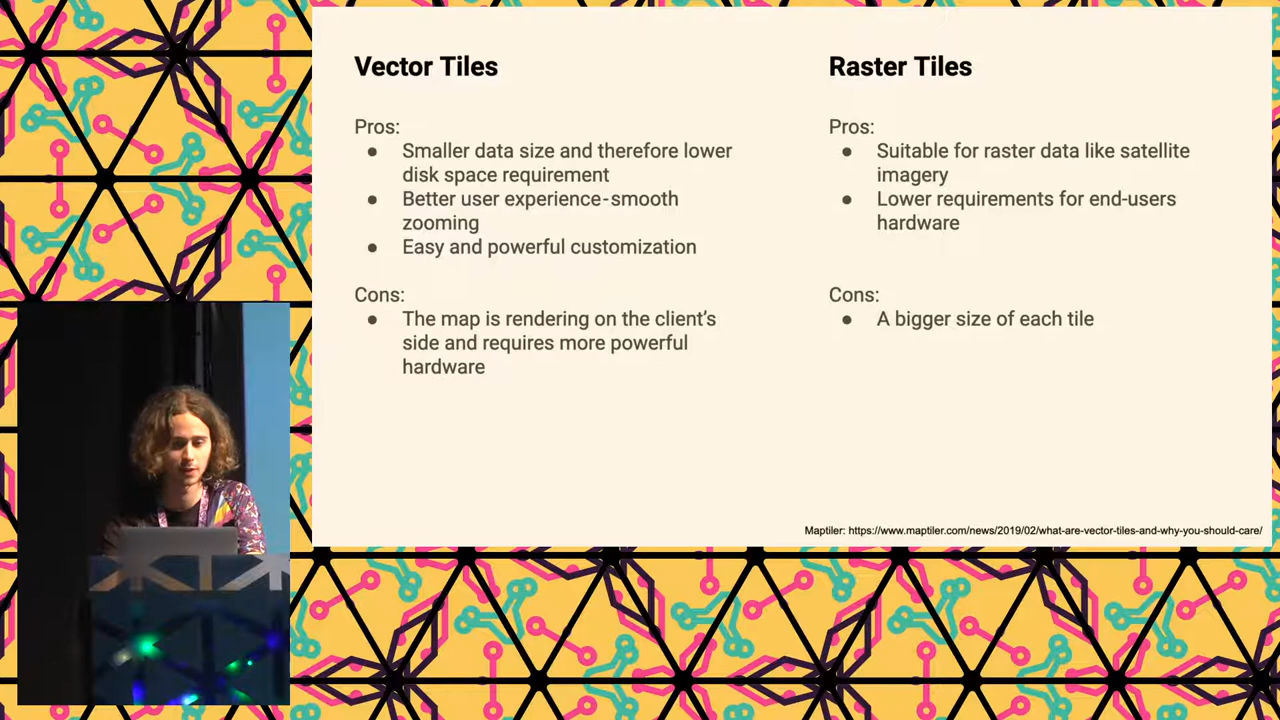 Vector Tiles
Pros:
● Smaller data size and therefore lower
disk space requirement
● Better user experience-smooth
zooming
● Easy and powerful customization
Cons:
● The map is rendering on the client's
side and requires more powerful
hardware
Raster Tiles
Pros:
● Suitable for raster data like satellite
imagery
● Lower requirements for end-users
hardware
Cons:
● A bigger size of each tile
Maptiler: https://www.maptiler.com/news/2019/02/what-are-vector-tiles-and-why-you-should-care/